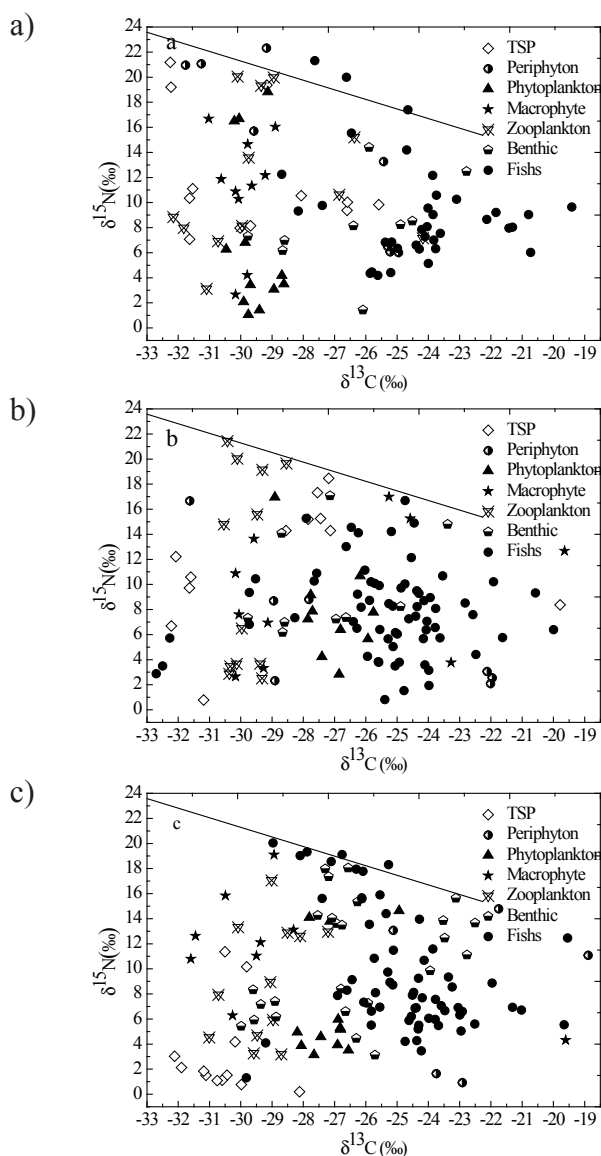 a)
24
22
20
18
16
14
12
10
8
6
4
2
0
δ15N(‰)
a
TSP
Periphyton
Phytoplankton
Macrophyte
Zooplankton
Benthic
Fishs
-33 -32 -31 -30 -29 -28 -27 -26 -25 -24 -23 -22 -21 -20 -19
δ13C (‰)
b)
24
22
20
18
16
14
12
10
8
6
4
2
0
δ15N(‰)
b
TSP
Periphyton
Phytoplankton
Macrophyte
Zooplankton
Benthic
Fishs
-33 -32 -31 -30 -29 -28 -27 -26 -25 -24 -23 -22 -21 -20 -19
δ13C (‰)
c)
24
22
20
18
16
14
12
10
8
6
4
2
0
δ15N(‰)
c
TSP
Periphyton
Phytoplankton
Macrophyte
Zooplankton
Benthic
Fishs
-33 -32 -31 -30 -29 -28 -27 -26 -25 -24 -23 -22 -21 -20 -19
δ13C (‰)